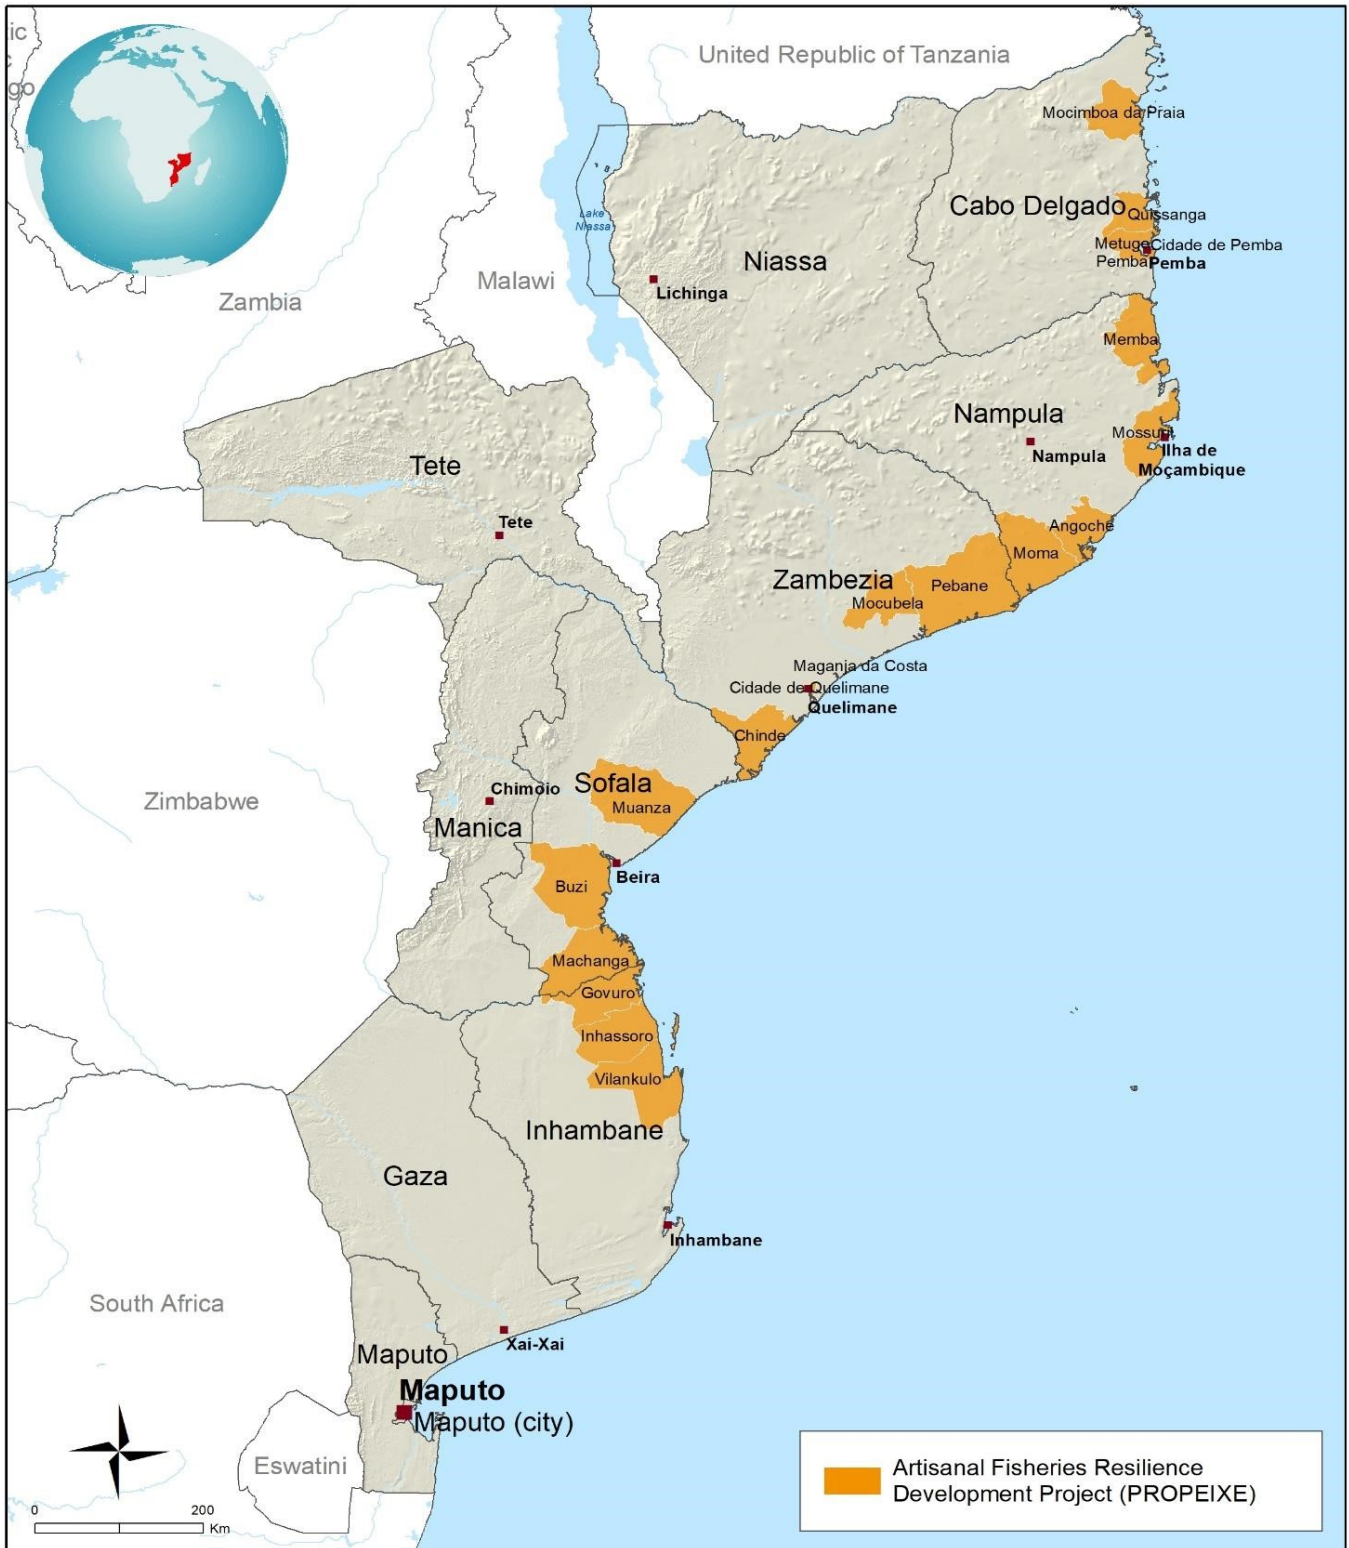 ic
go
United Republic of Tanzania
Mocimboa da Praia
Cabo Delgado
Quissanga
Lake
Niassa
Metuge
Cidade de Pemba
Niassa
Pemba
Pemba
Malawi
Lichinga
Zambia
Memba
Nampula
Mossuril
Nampula
Ilha de
Moçambique
Tete
Tete
Angoche
Moma
Zambezia
Pebane
Mocubela
Maganja da Costa
Cidade de Quelimane
Quelimane
Chinde
Sofala
Chimoio
Zimbabwe
Muanza
Manica
Beira
Buzi
Machanga
Govuro
Inhassoro
Vilankulo
Inhambane
Gaza
Inhambane
South Africa
Xai-Xai
Maputo
Maputo
Maputo (city)
Eswatini
Artisanal Fisheries Resilience
Development Project (PROPEIXE)
0
200
Km